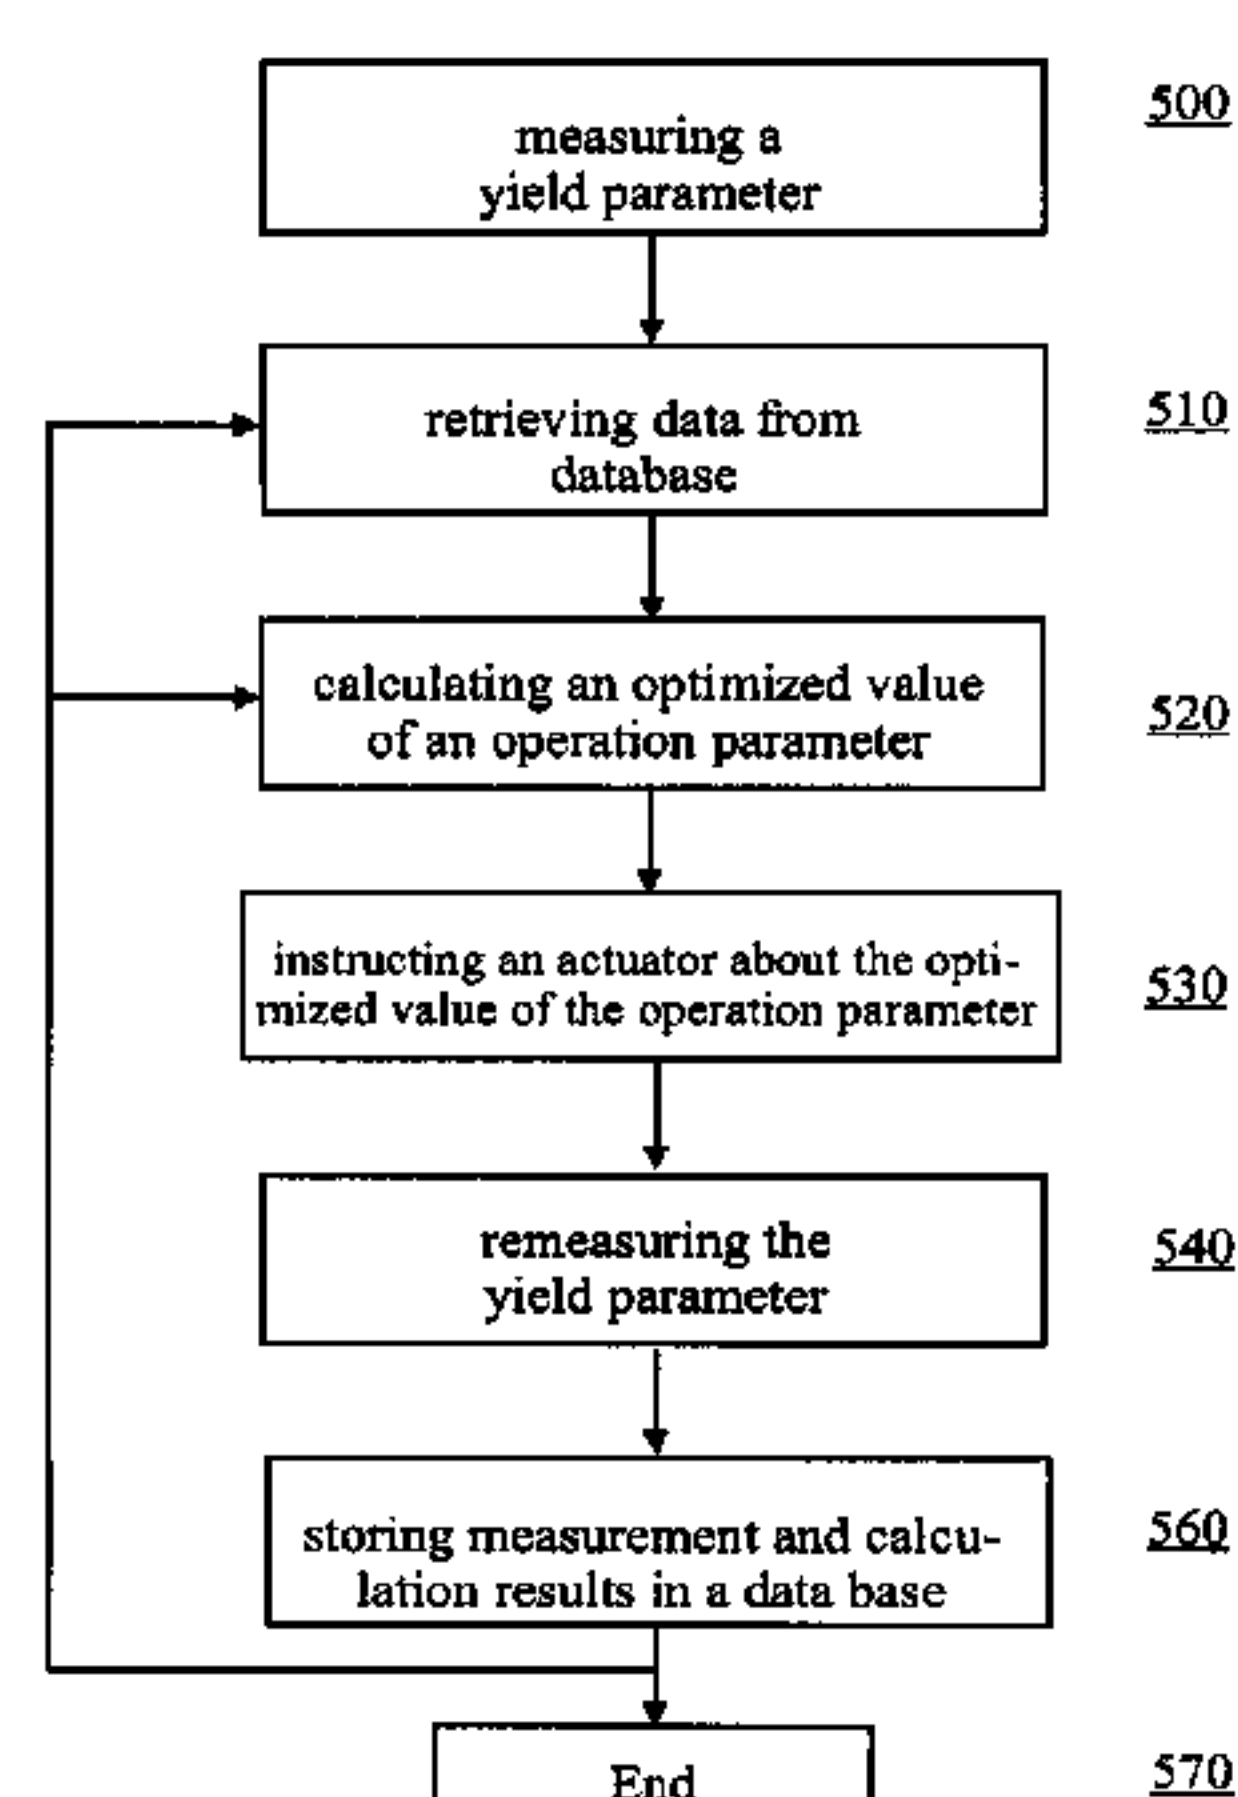 measuring a
yield parameter
500
retrieving data from
database
510
calculating an optimized value
of an operation parameter
520
instructing an actuator about the opti-
mized value of the operation parameter
530
remeasuring the
yield parameter
540
storing measurement and calcu-
lation results in a data base
560
End
570